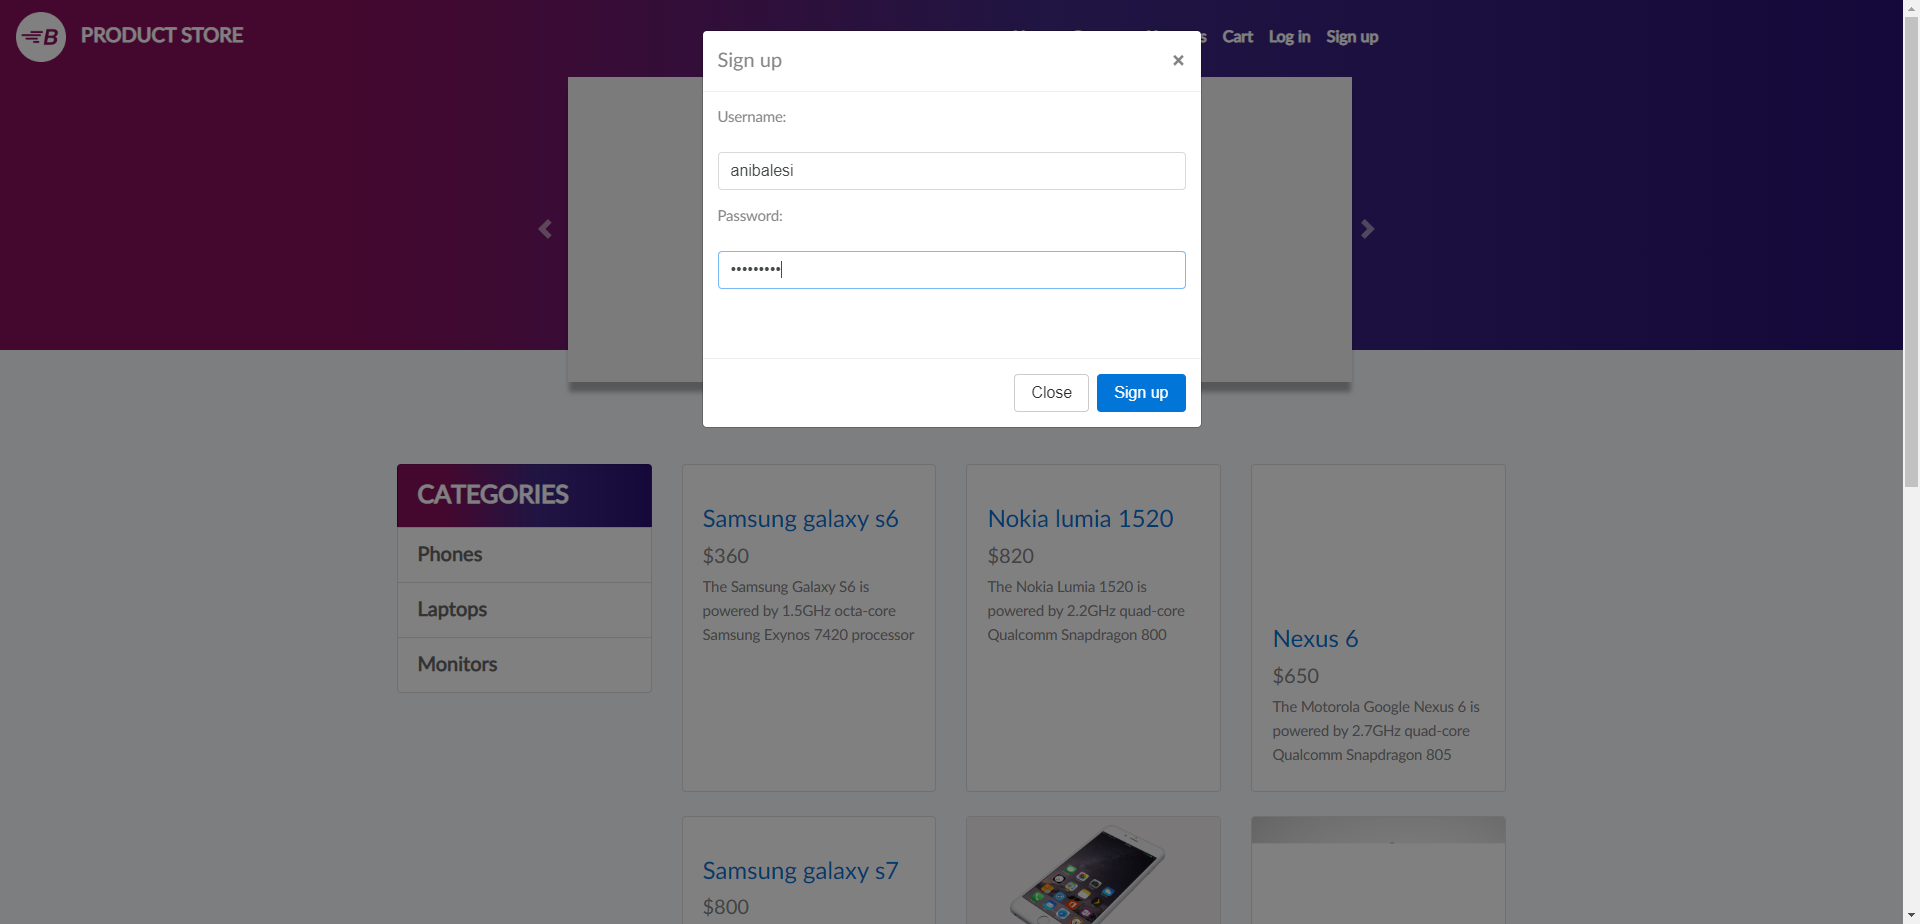 B PRODUCT STORE
Cart Log in Sign up
Sign up ×
Username:
anibalesi
Password:
•••••••••
Close Sign up
CATEGORIES
Phones
Laptops
Monitors
Samsung galaxy s6
$360
The Samsung Galaxy S6 is
powered by 1.5GHz octa-core
Samsung Exynos 7420 processor
Nokia lumia 1520
$820
The Nokia Lumia 1520 is
powered by 2.2GHz quad-core
Qualcomm Snapdragon 800
Nexus 6
$650
The Motorola Google Nexus 6 is
powered by 2.7GHz quad-core
Qualcomm Snapdragon 805
Samsung galaxy s7
$800